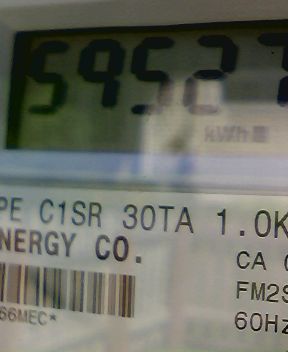 59527
kWh
PE C1SR 30TA 1.0K
NERGY CO.
CA
FM2S
60Hz
66MEC*